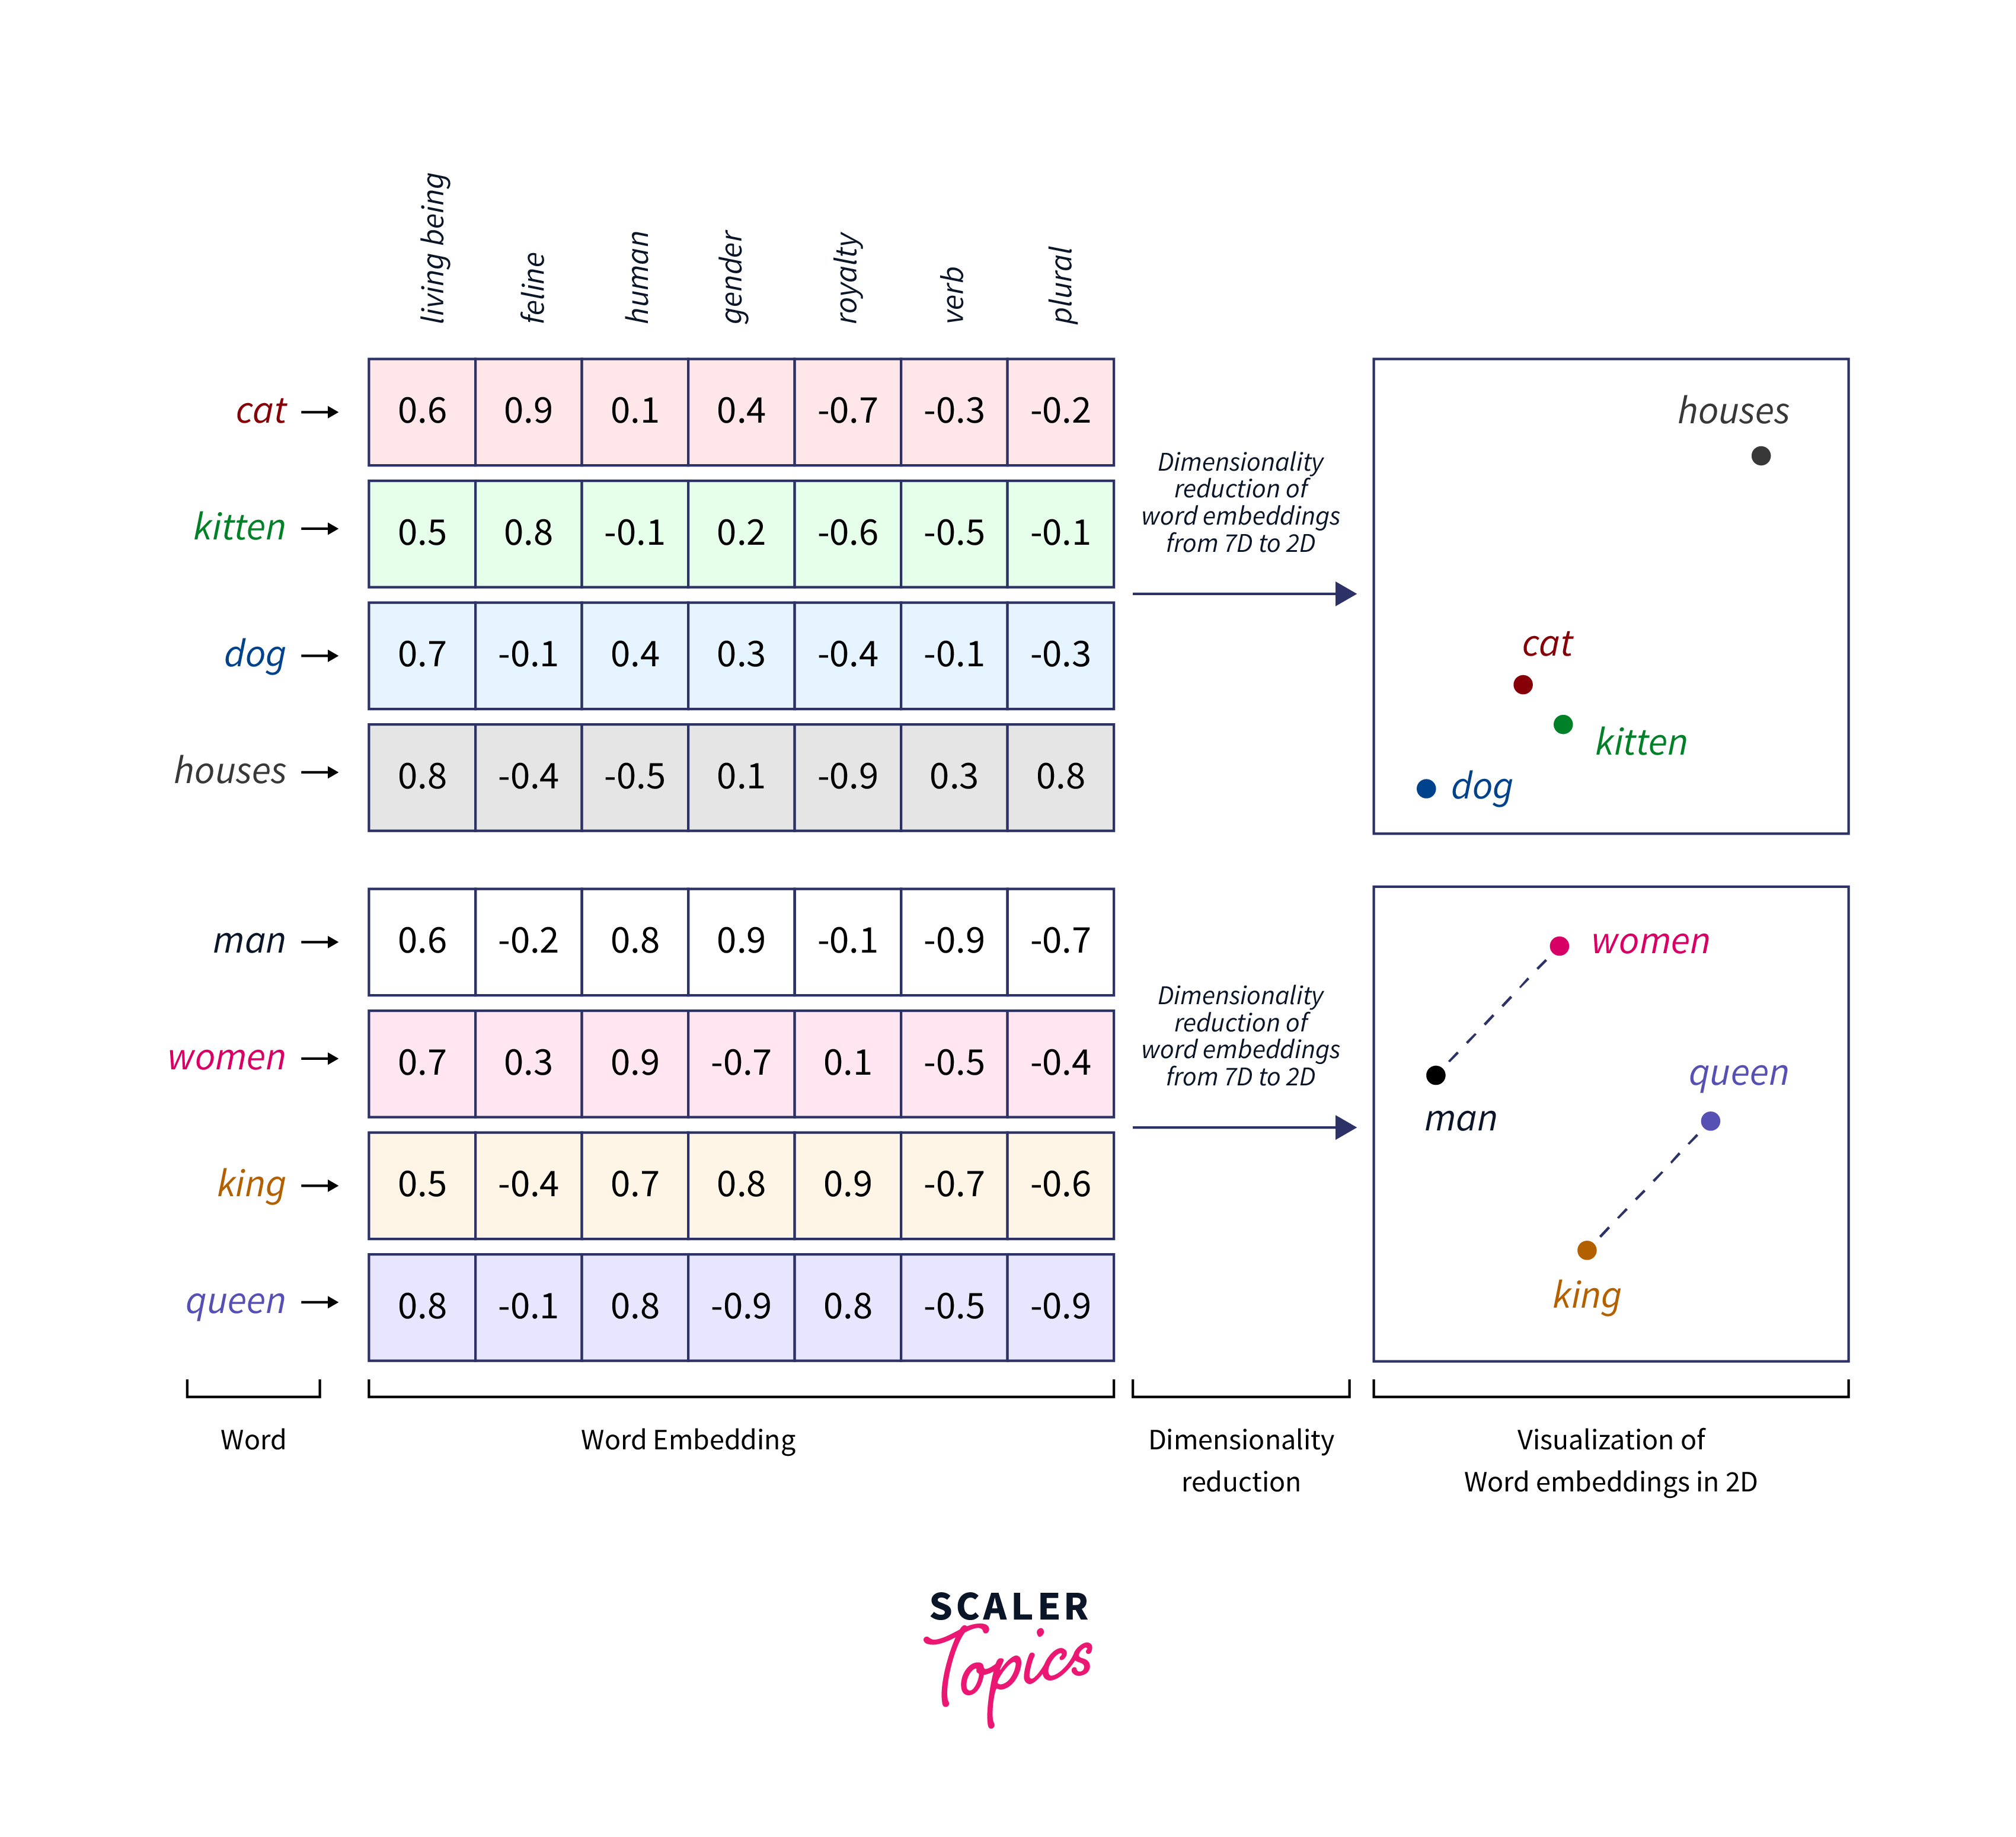 living being feline human gender royalty verb plural
cat 0.6 0.9 0.1 0.4 -0.7 -0.3 -0.2
kitten 0.5 0.8 -0.1 0.2 -0.6 -0.5 -0.1
dog 0.7 -0.1 0.4 0.3 -0.4 -0.1 -0.3
houses 0.8 -0.4 -0.5 0.1 -0.9 0.3 0.8
Dimensionality
reduction of
word embeddings
from 7D to 2D
houses
cat
kitten
dog
man 0.6 -0.2 0.8 0.9 -0.1 -0.9 -0.7
women 0.7 0.3 0.9 -0.7 0.1 -0.5 -0.4
king 0.5 -0.4 0.7 0.8 0.9 -0.7 -0.6
queen 0.8 -0.1 0.8 -0.9 0.8 -0.5 -0.9
Dimensionality
reduction of
word embeddings
from 7D to 2D
women
queen
man
king
Word
Word Embedding
Dimensionality
reduction
Visualization of
Word embeddings in 2D
SCALER
Topics